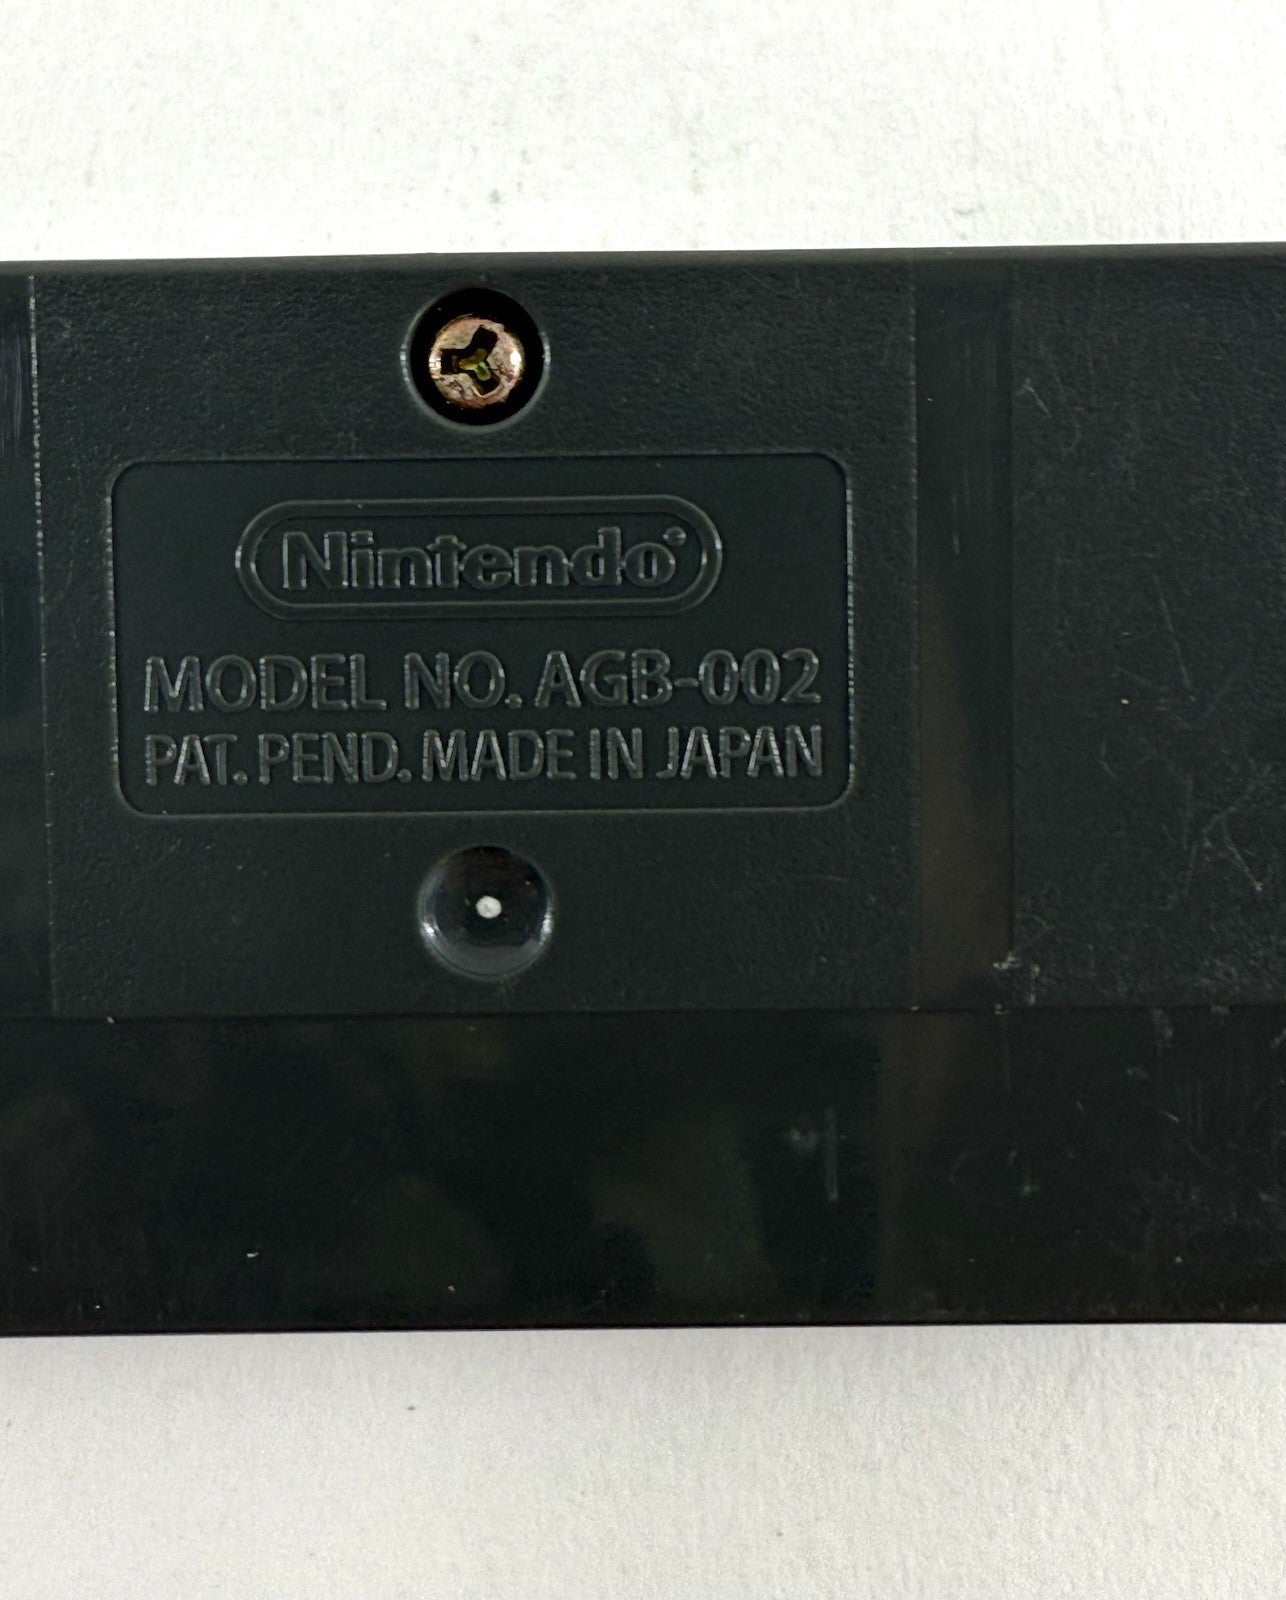 Nintendo
MODEL NO. AGB-002
PAT. PEND. MADE IN JAPAN